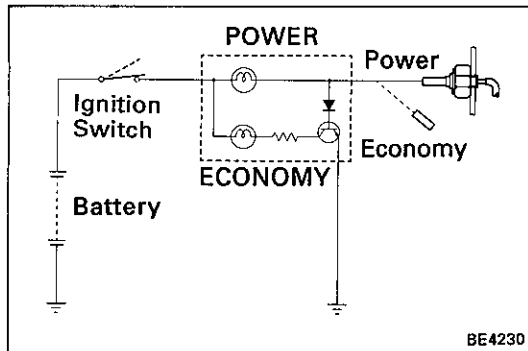 POWER
Power
Ignition
Switch
Economy
ECONOMY
Battery
BE4230